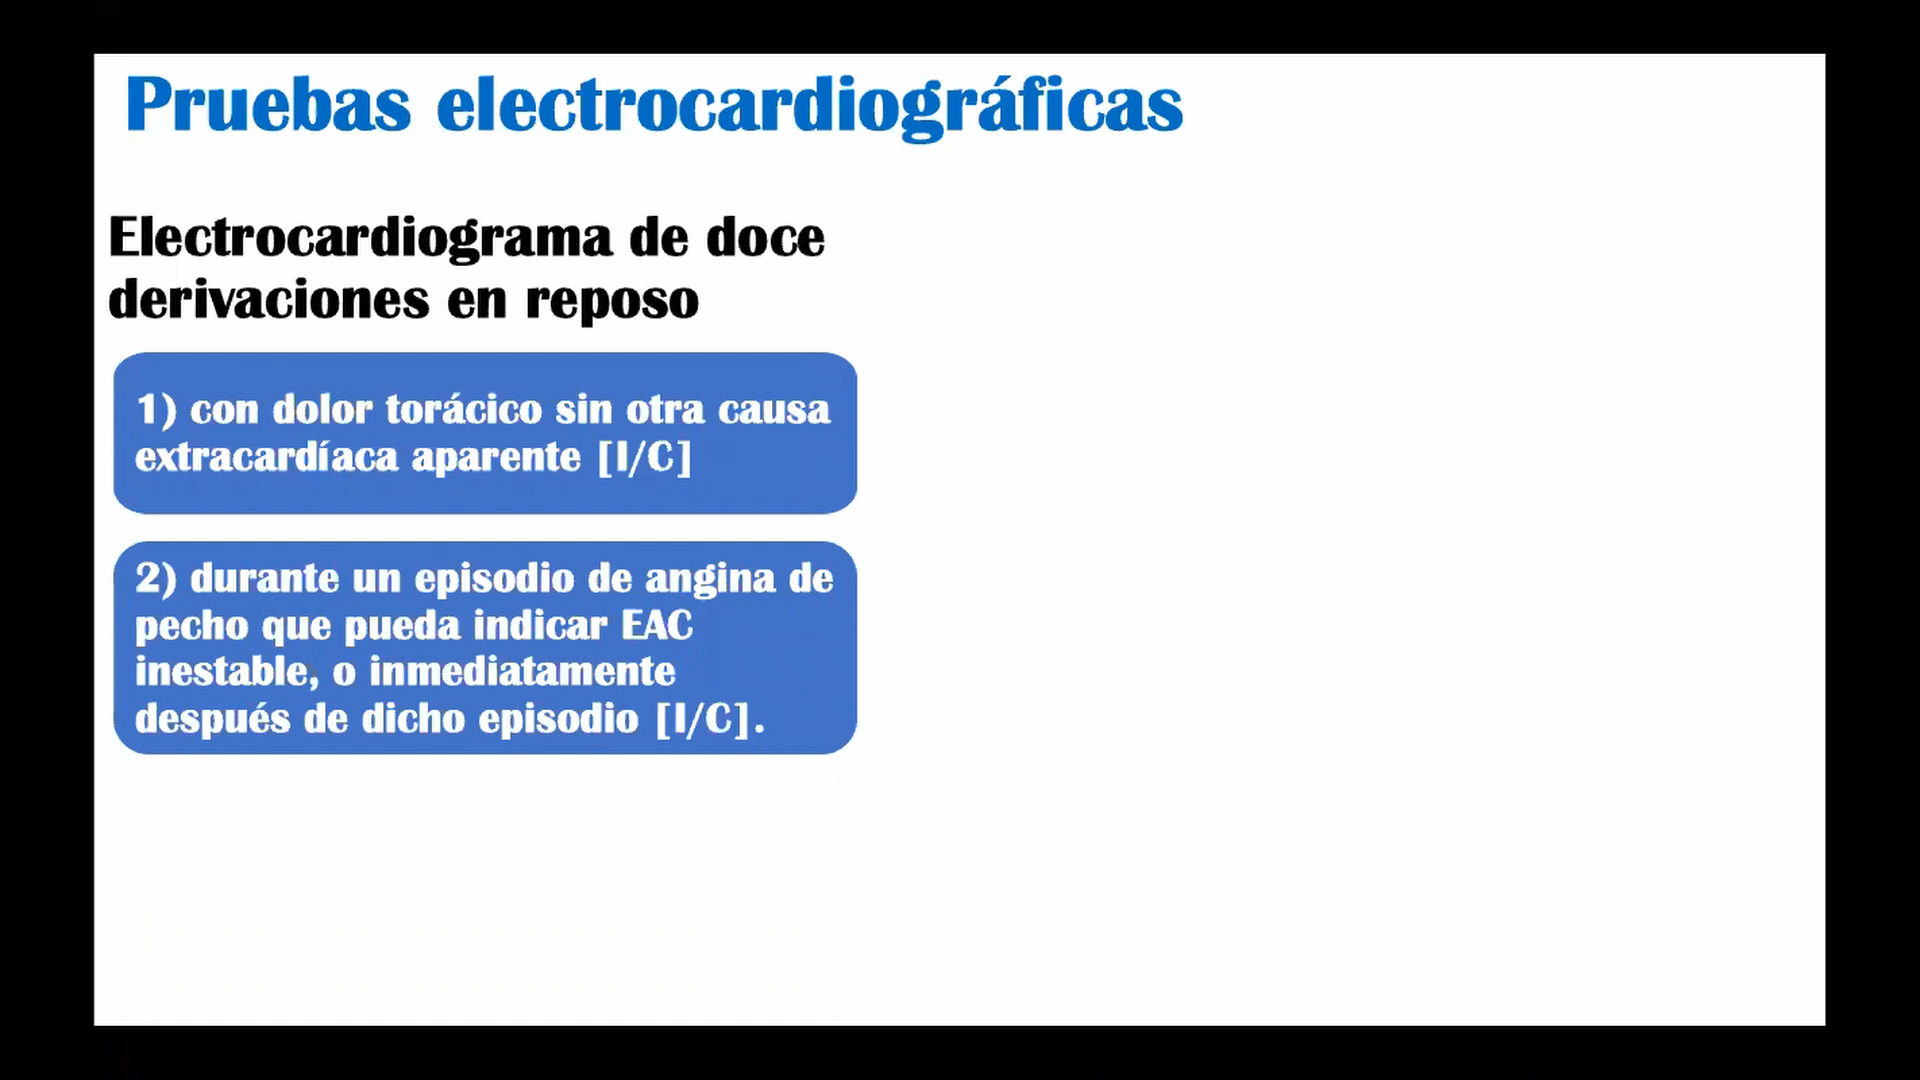 Pruebas electrocardiográficas
Electrocardiograma de doce
derivaciones en reposo
1) con dolor torácico sin otra causa
extracardíaca aparente [I/C]
2) durante un episodio de angina de
pecho que pueda indicar EAC
inestable, o inmediatamente
después de dicho episodio [I/C].